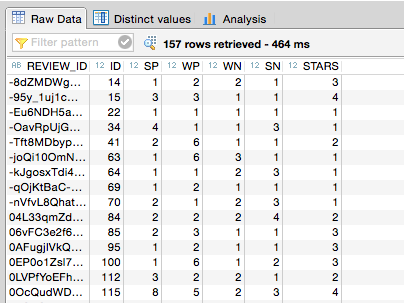 Raw Data Distinct values Analysis
Filter pattern 157 rows retrieved - 464 ms
AB REVIEW_ID 12 ID 12 SP 12 WP 12 WN 12 SN 12 STARS
-8dZMDWg... 14 1 2 2 1 3
-95y_1uj1c... 15 3 3 1 1 4
-Eu6NDH5a... 22 1 1 1 1 1
-OavRpUjG... 34 4 1 1 3 1
-Tft8MDbyp... 41 2 6 1 1 2
-joQi10OmN... 63 1 6 3 1 1
-kJgosxTdi4... 64 1 1 2 3 1
-qOjKtBaC-... 69 1 2 1 1 1
-nVfvL8Qhat... 70 2 1 2 3 1
04L33qmZd... 84 2 2 2 4 2
06vFC3e2f6... 85 2 3 1 1 3
0AFugjIVkQ... 95 1 2 1 1 3
0EP0o1Zsl7... 100 1 6 1 2 3
0LVPfYoEFh... 112 3 2 2 1 2
0OcQudWD... 115 8 5 2 3 4